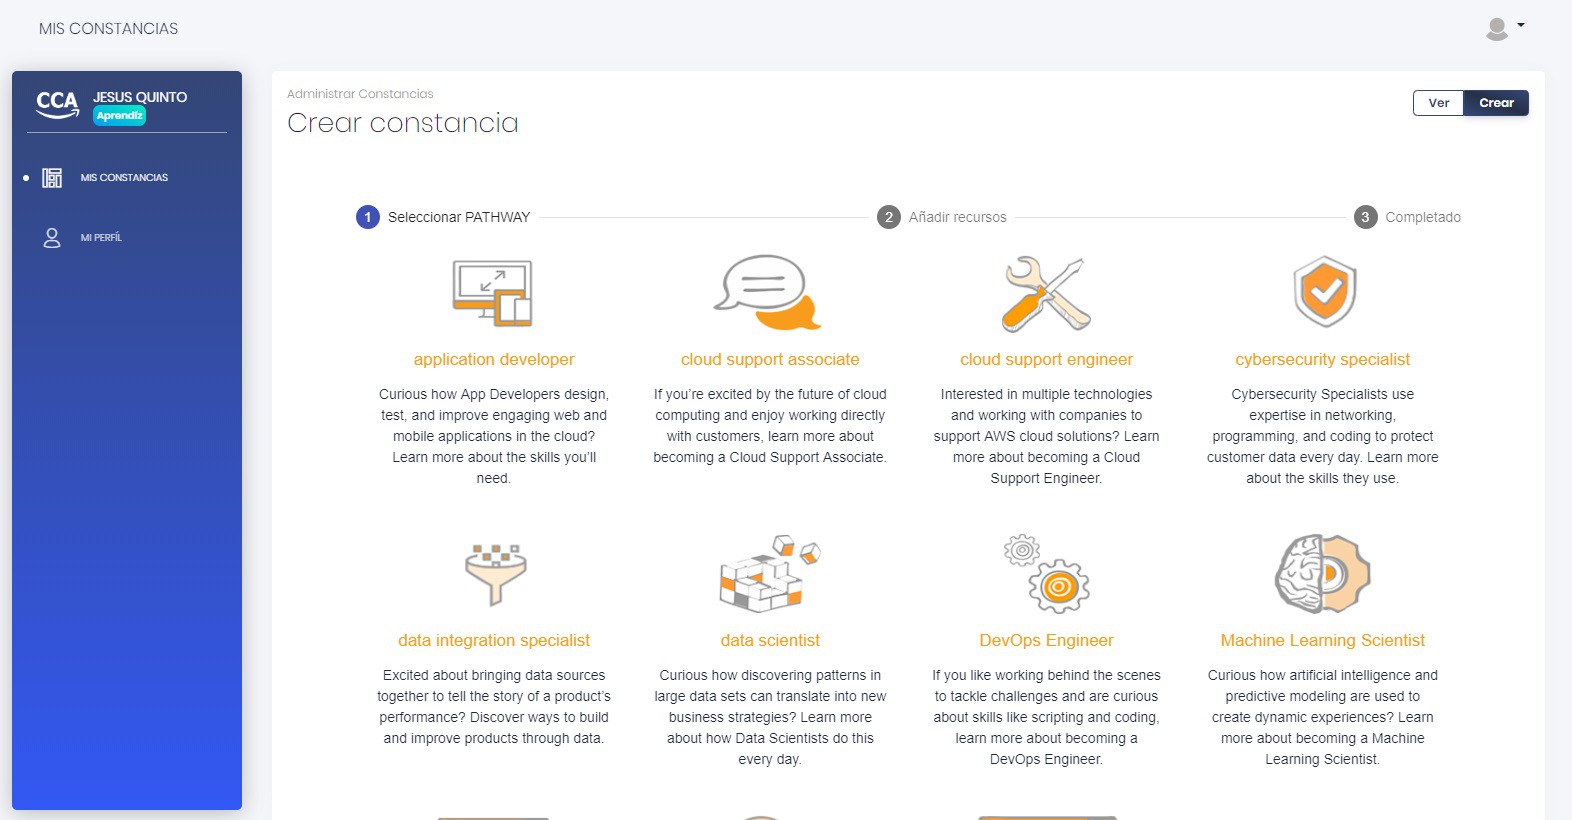 MIS CONSTANCIAS
CCA
JESUS QUINTO
Aprendíz
MIS CONSTANCIAS
MI PERFÍL
Administrar Constancias
Crear constancia
Ver
Crear
1 Seleccionar PATHWAY
2 Añadir recursos
3 Completado
application developer
Curious how App Developers design,
test, and improve engaging web and
mobile applications in the cloud?
Learn more about the skills you’ll
need.
cloud support associate
If you’re excited by the future of cloud
computing and enjoy working directly
with customers, learn more about
becoming a Cloud Support Associate.
cloud support engineer
Interested in multiple technologies
and working with companies to
support AWS cloud solutions? Learn
more about becoming a Cloud
Support Engineer.
cybersecurity specialist
Cybersecurity Specialists use
expertise in networking,
programming, and coding to protect
customer data every day. Learn more
about the skills they use.
data integration specialist
Excited about bringing data sources
together to tell the story of a product’s
performance? Discover ways to build
and improve products through data.
data scientist
Curious how discovering patterns in
large data sets can translate into new
business strategies? Learn more
about how Data Scientists do this
every day.
DevOps Engineer
If you like working behind the scenes
to tackle challenges and are curious
about skills like scripting and coding,
learn more about becoming a
DevOps Engineer.
Machine Learning Scientist
Curious how artificial intelligence and
predictive modeling are used to
create dynamic experiences? Learn
more about becoming a Machine
Learning Scientist.